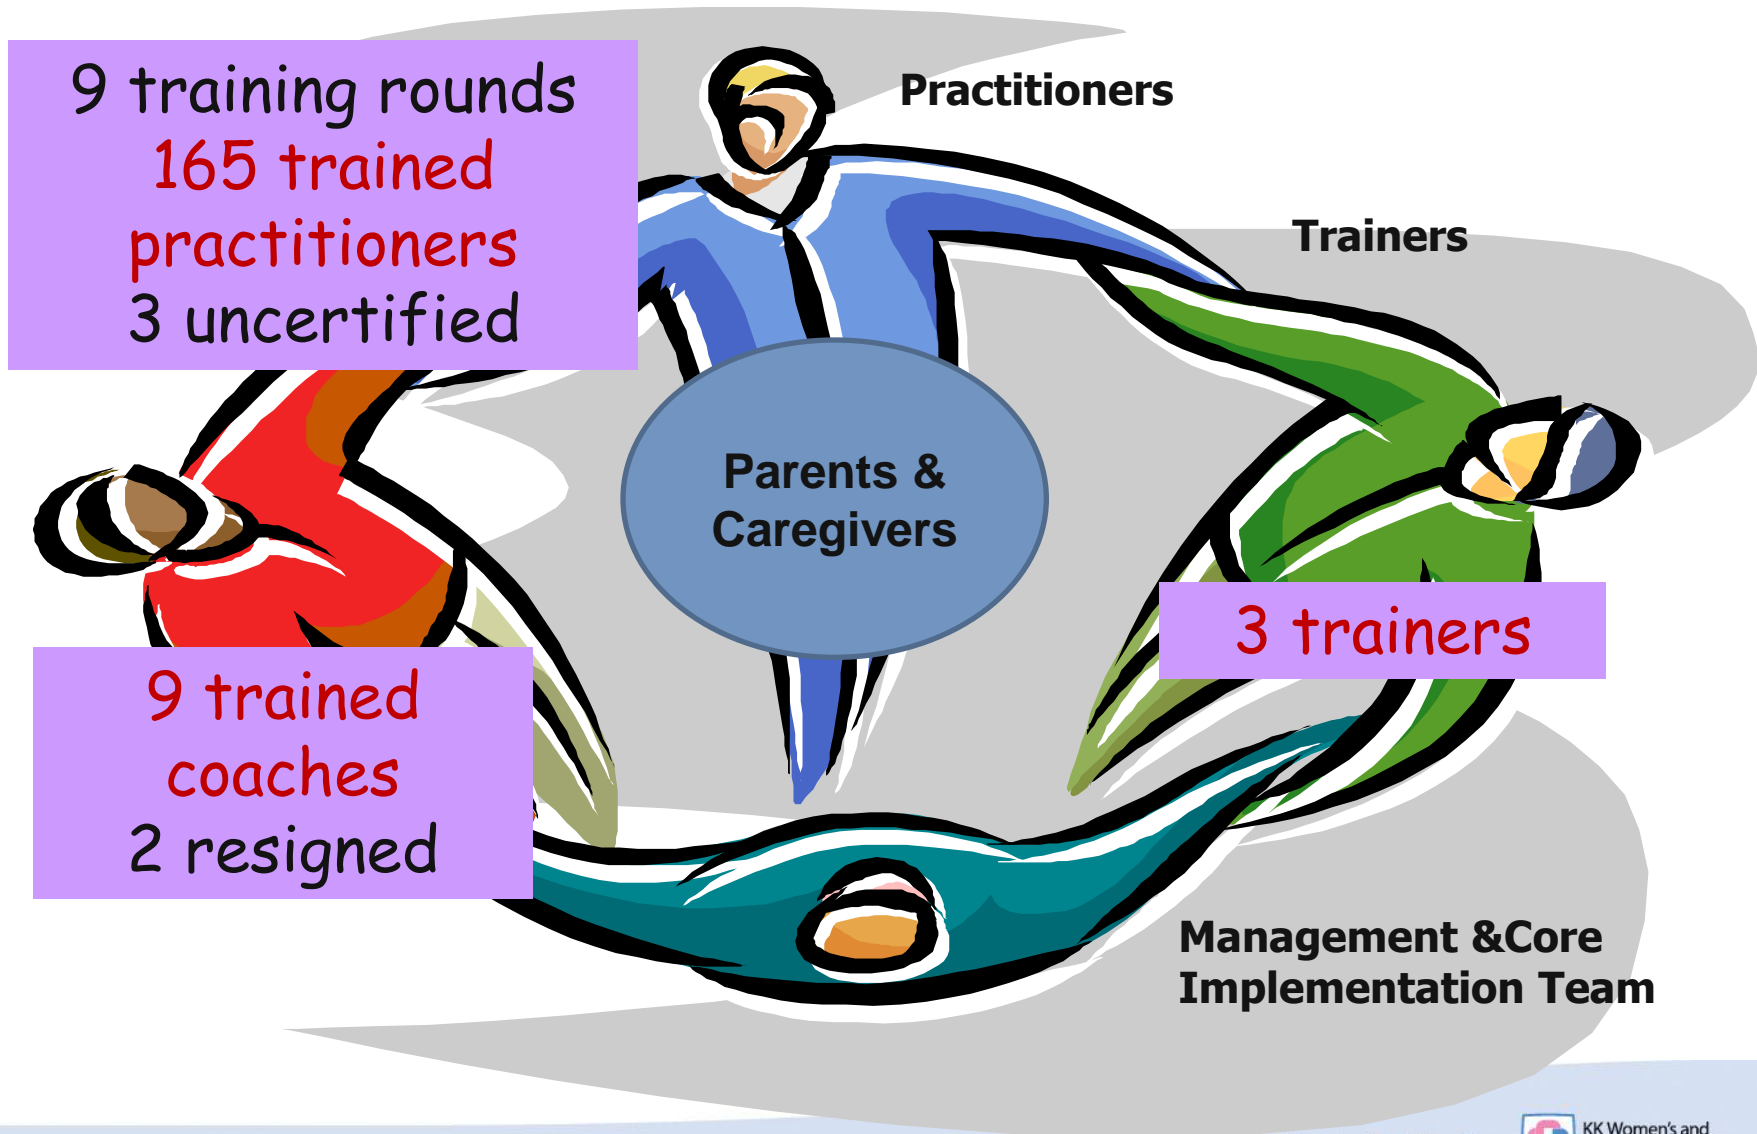 9 training rounds
165 trained
practitioners
3 uncertified
Practitioners
Trainers
Parents &
Caregivers
3 trainers
9 trained
coaches
2 resigned
Management &Core
Implementation Team
KK Women's and